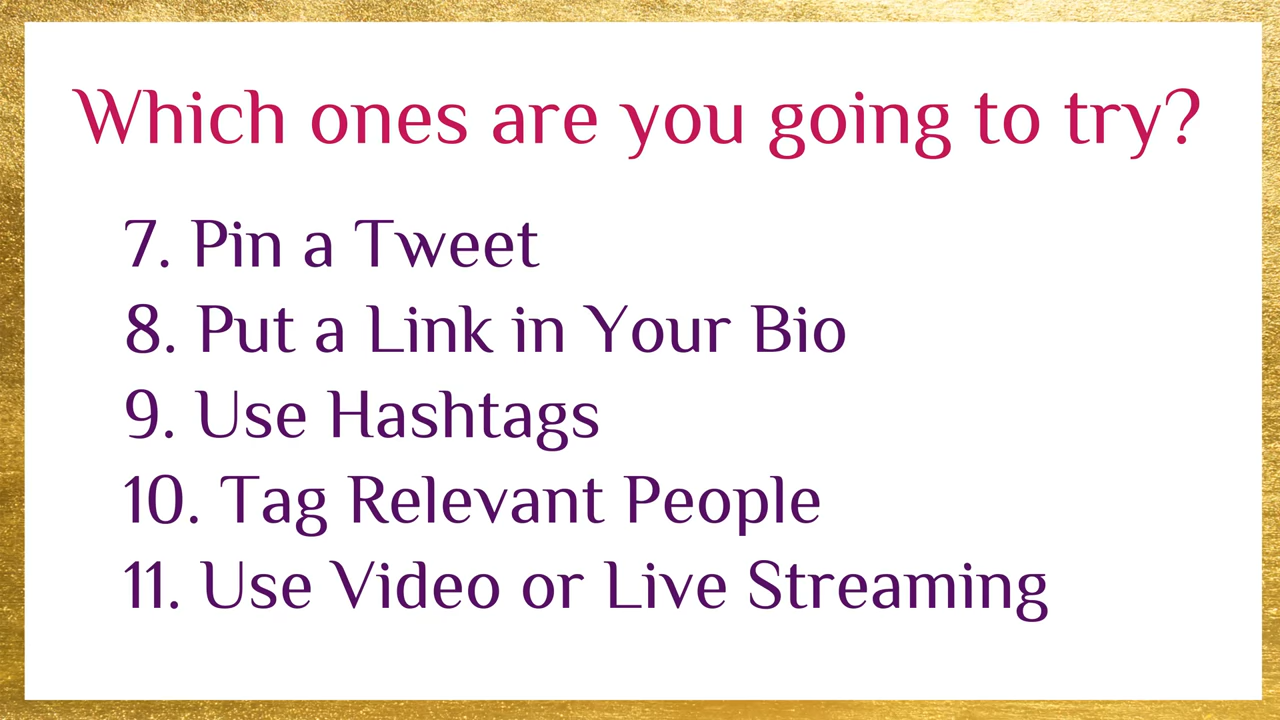 Which ones are you going to try?
7. Pin a Tweet
8. Put a Link in Your Bio
9. Use Hashtags
10. Tag Relevant People
11. Use Video or Live Streaming